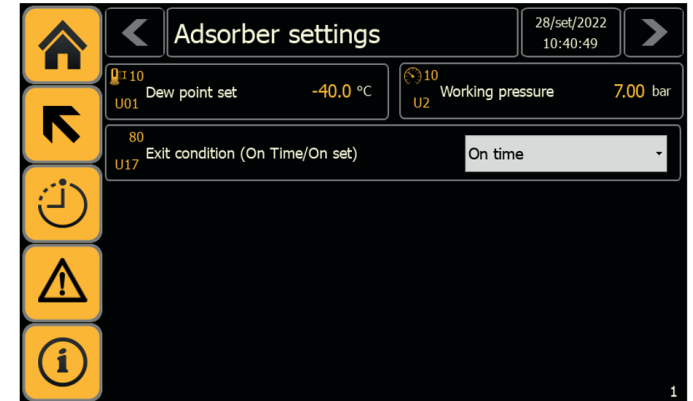 Adsorber settings
28/set/2022
10:40:49
10
U01 Dew point set -40.0 °C
10
U2 Working pressure 7.00 bar
80
U17 Exit condition (On Time/On set) On time
1